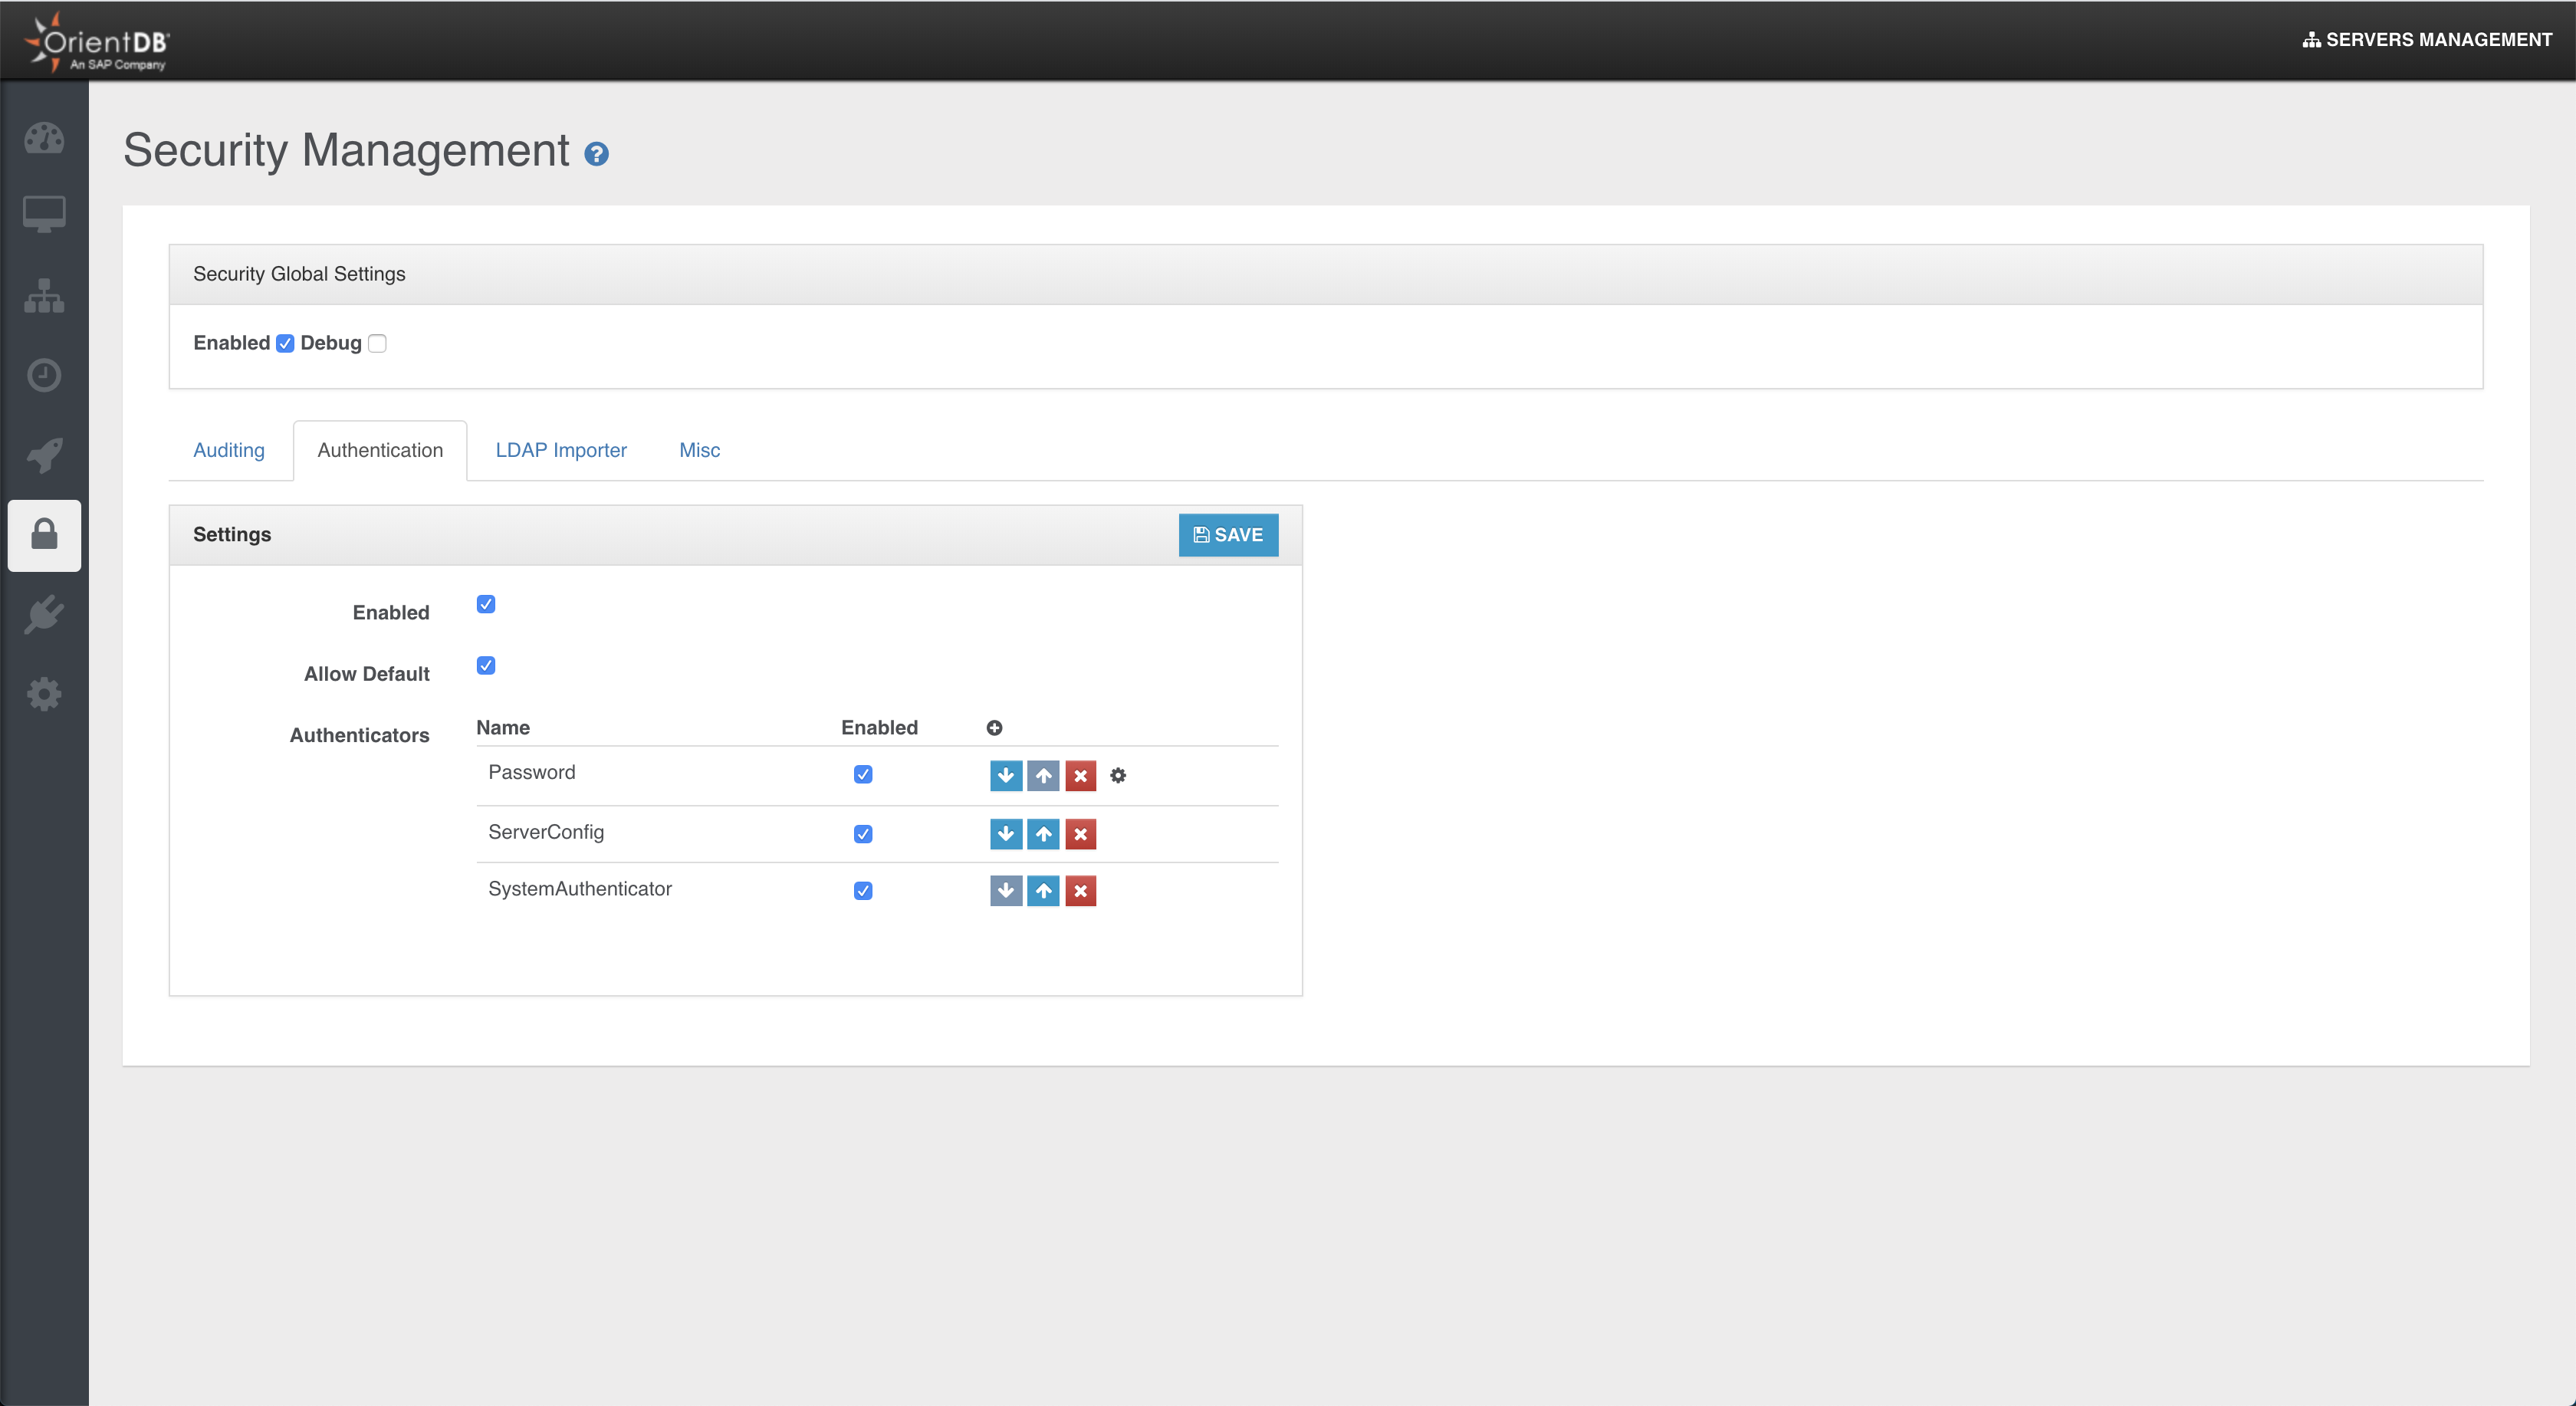 OrientDB
An SAP Company
SERVERS MANAGEMENT
Security Management
Security Global Settings
Enabled Debug
Auditing Authentication LDAP Importer Misc
Settings SAVE
Enabled
Allow Default
Authenticators Name Enabled
Password
ServerConfig
SystemAuthenticator